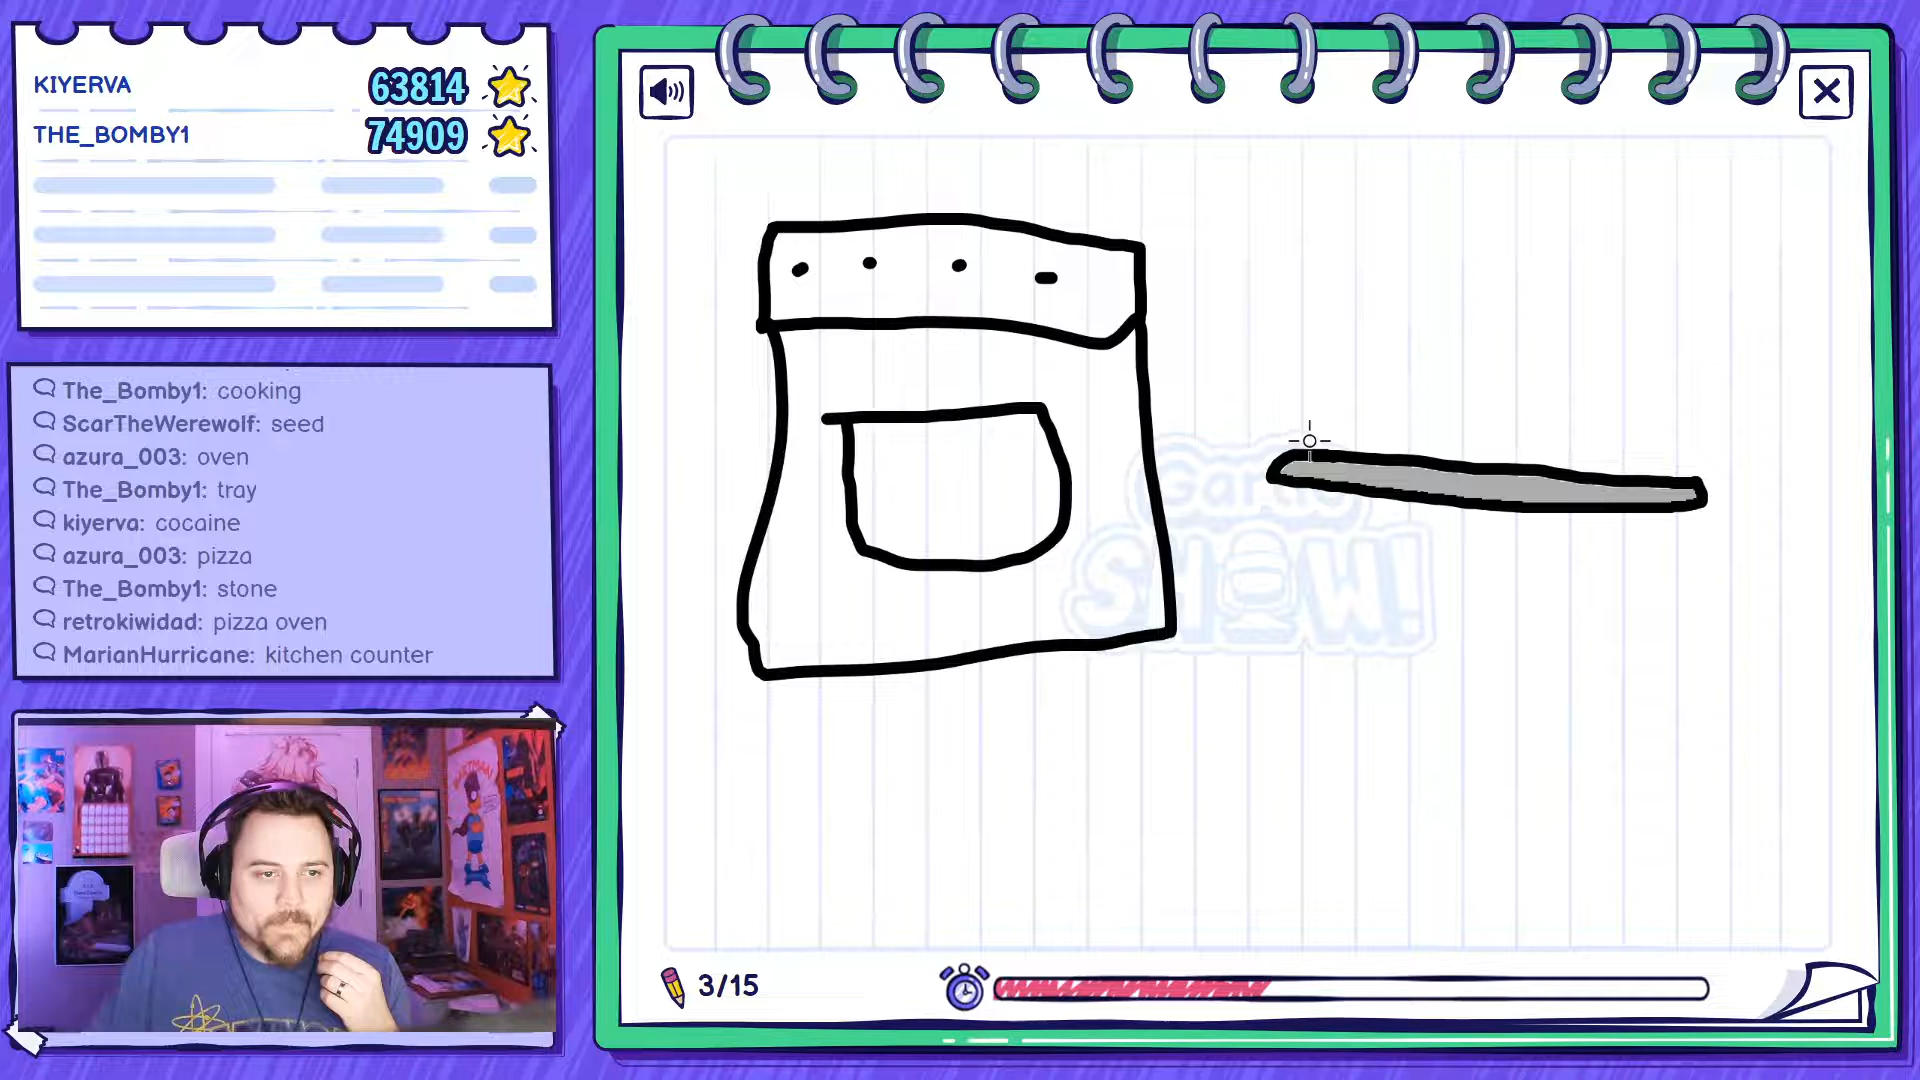 KIYERVA 63814
THE_BOMBY1 74909
The_Bomby1: cooking
ScarTheWerewolf: seed
azura_003: oven
The_Bomby1: tray
kiyerva: cocaine
azura_003: pizza
The_Bomby1: stone
retrokiwidad: pizza oven
MarianHurricane: kitchen counter
SHOW!
3/15